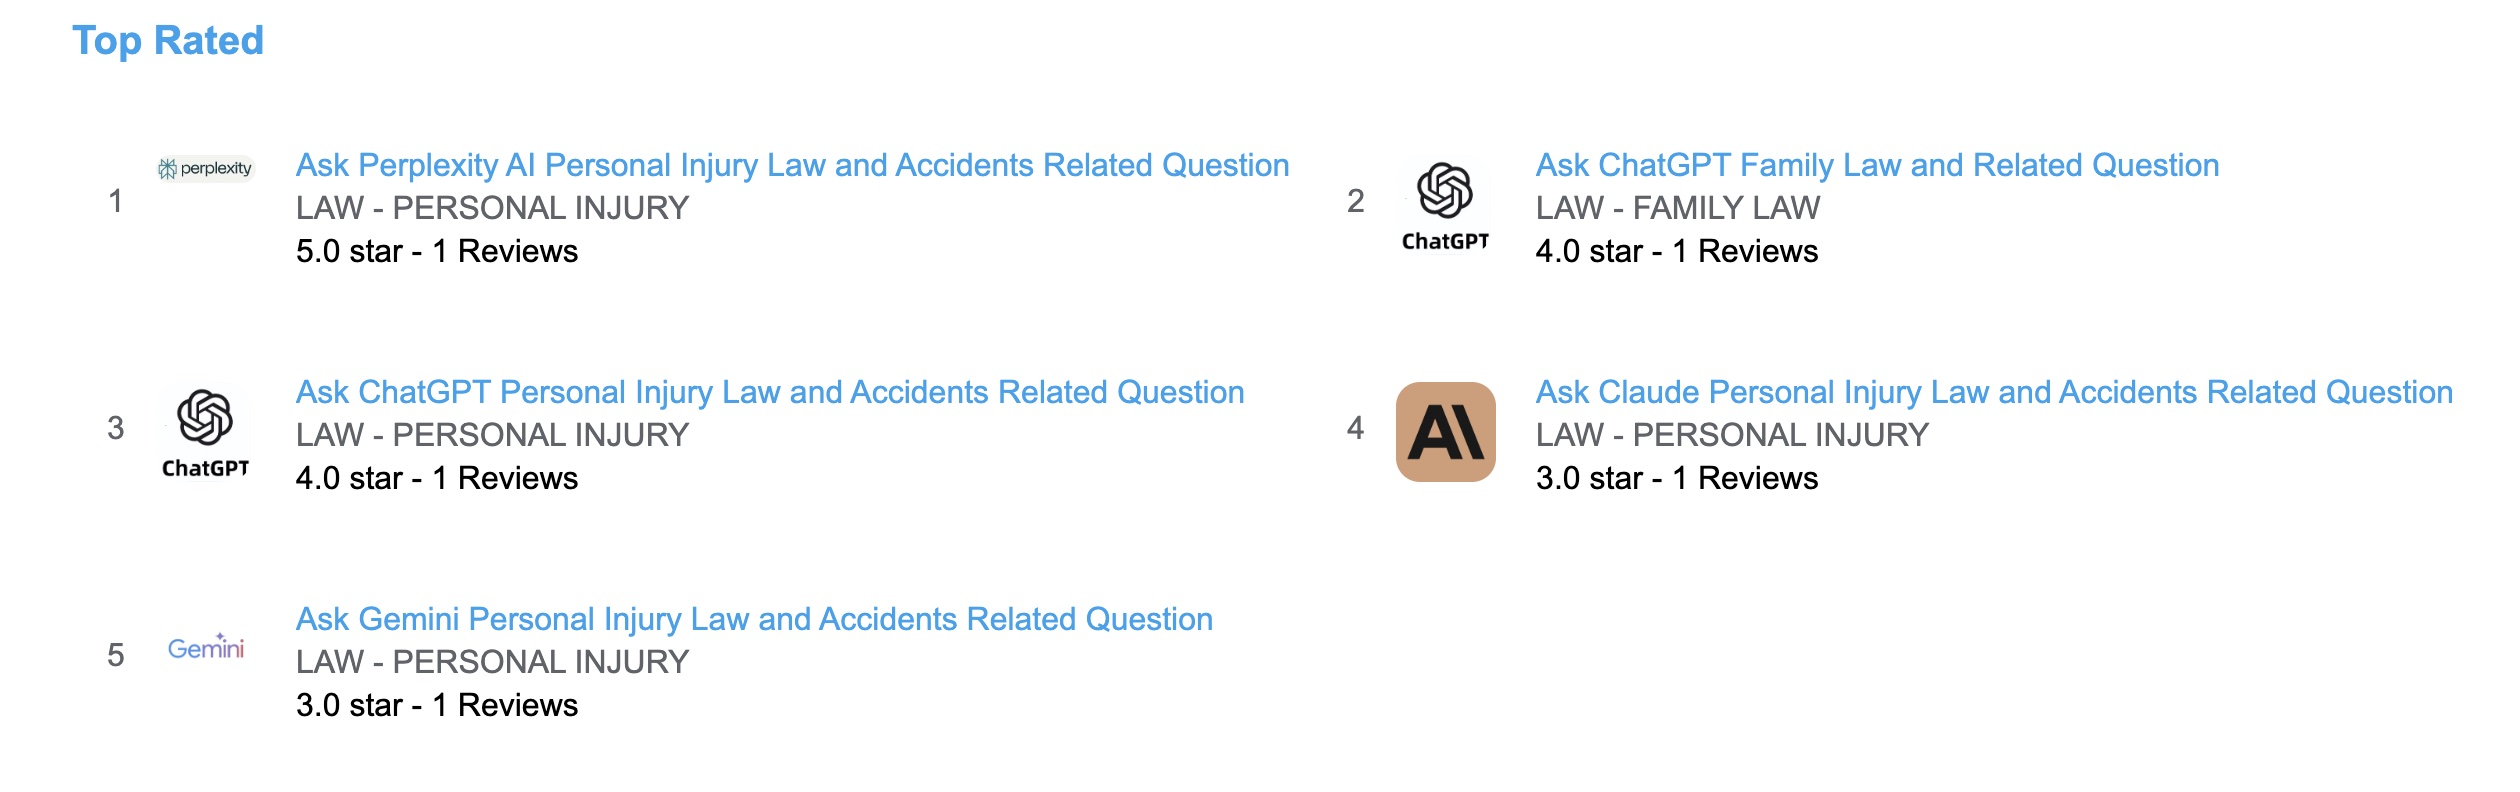 Top Rated
1
perplexity
Ask Perplexity AI Personal Injury Law and Accidents Related Question
LAW - PERSONAL INJURY
5.0 star - 1 Reviews
2
ChatGPT
Ask ChatGPT Family Law and Related Question
LAW - FAMILY LAW
4.0 star - 1 Reviews
3
ChatGPT
Ask ChatGPT Personal Injury Law and Accidents Related Question
LAW - PERSONAL INJURY
4.0 star - 1 Reviews
4
A\
Ask Claude Personal Injury Law and Accidents Related Question
LAW - PERSONAL INJURY
3.0 star - 1 Reviews
5
Gemini
Ask Gemini Personal Injury Law and Accidents Related Question
LAW - PERSONAL INJURY
3.0 star - 1 Reviews